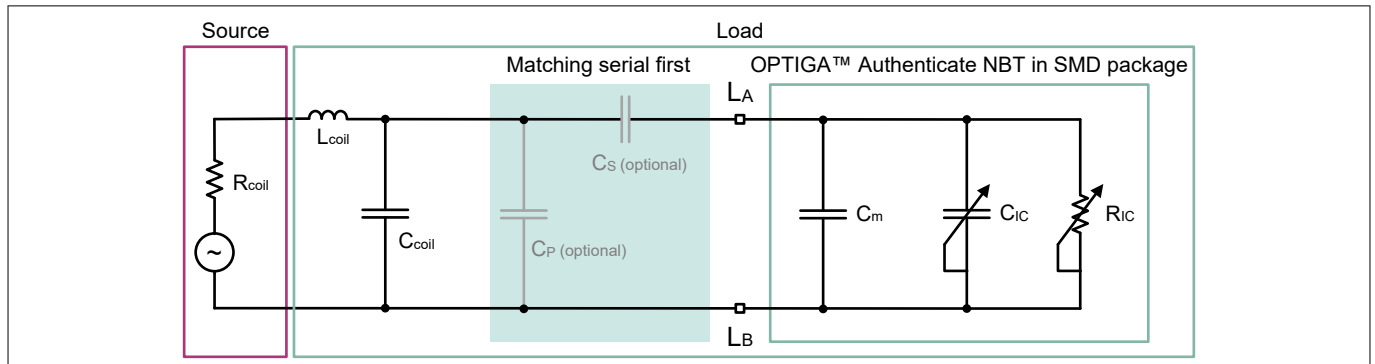 Source
Load
Matching serial first
OPTIGA™ Authenticate NBT in SMD package
LA
Lcoil
CS (optional)
Rcoil
Cm
CIC
RIC
Ccoil
CP (optional)
~
LB